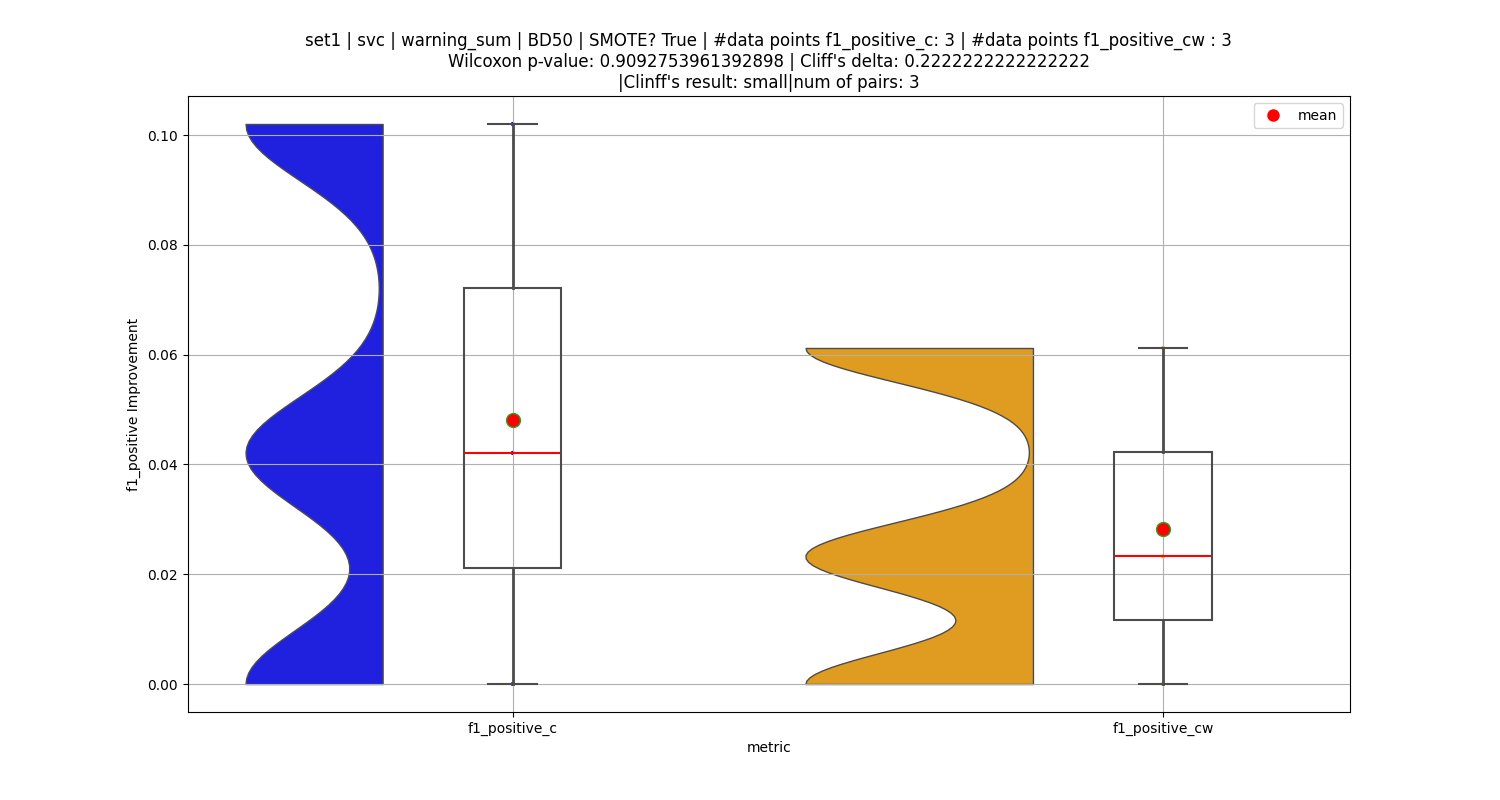 set1 | svc | warning_sum | BD50 | SMOTE? True | #data points f1_positive_c: 3 | #data points f1_positive_cw : 3
Wilcoxon p-value: 0.9092753961392898 | Cliff's delta: 0.2222222222222222
|Clinff's result: small|num of pairs: 3
mean
0.10
0.08
0.06
0.04
0.02
0.00
f1_positive Improvement
f1_positive_c
f1_positive_cw
metric